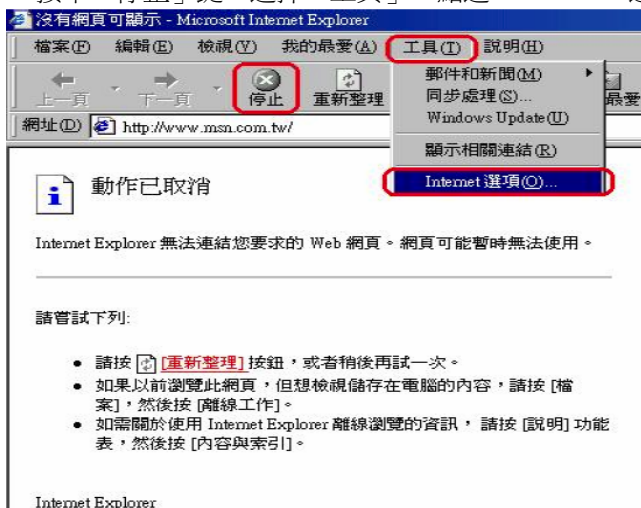 沒有網頁可顯示 - Microsoft Internet Explorer
檔案(F) 編輯(E) 檢視(V) 我的最愛(A) 工具(T) 說明(H)
上一頁 下一頁 停止 重新整理 最愛
郵件和新聞(M)
同步處理(S)...
Windows Update(U)
顯示相關連結(R)
Internet 選項(O)...
網址(D) http://www.msn.com.tw/
動作已取消
Internet Explorer 無法連結您要求的 Web 網頁。網頁可能暫時無法使用。
請嘗試下列:
請按 [重新整理] 按鈕，或者稍後再試一次。
如果以前瀏覽此網頁，但想檢視儲存在電腦的內容，請按 [檔
案]，然後按 [離線工作]。
如需關於使用 Internet Explorer 離線瀏覽的資訊， 請按 [說明] 功能
表，然後按 [內容與索引]。
Internet Explorer